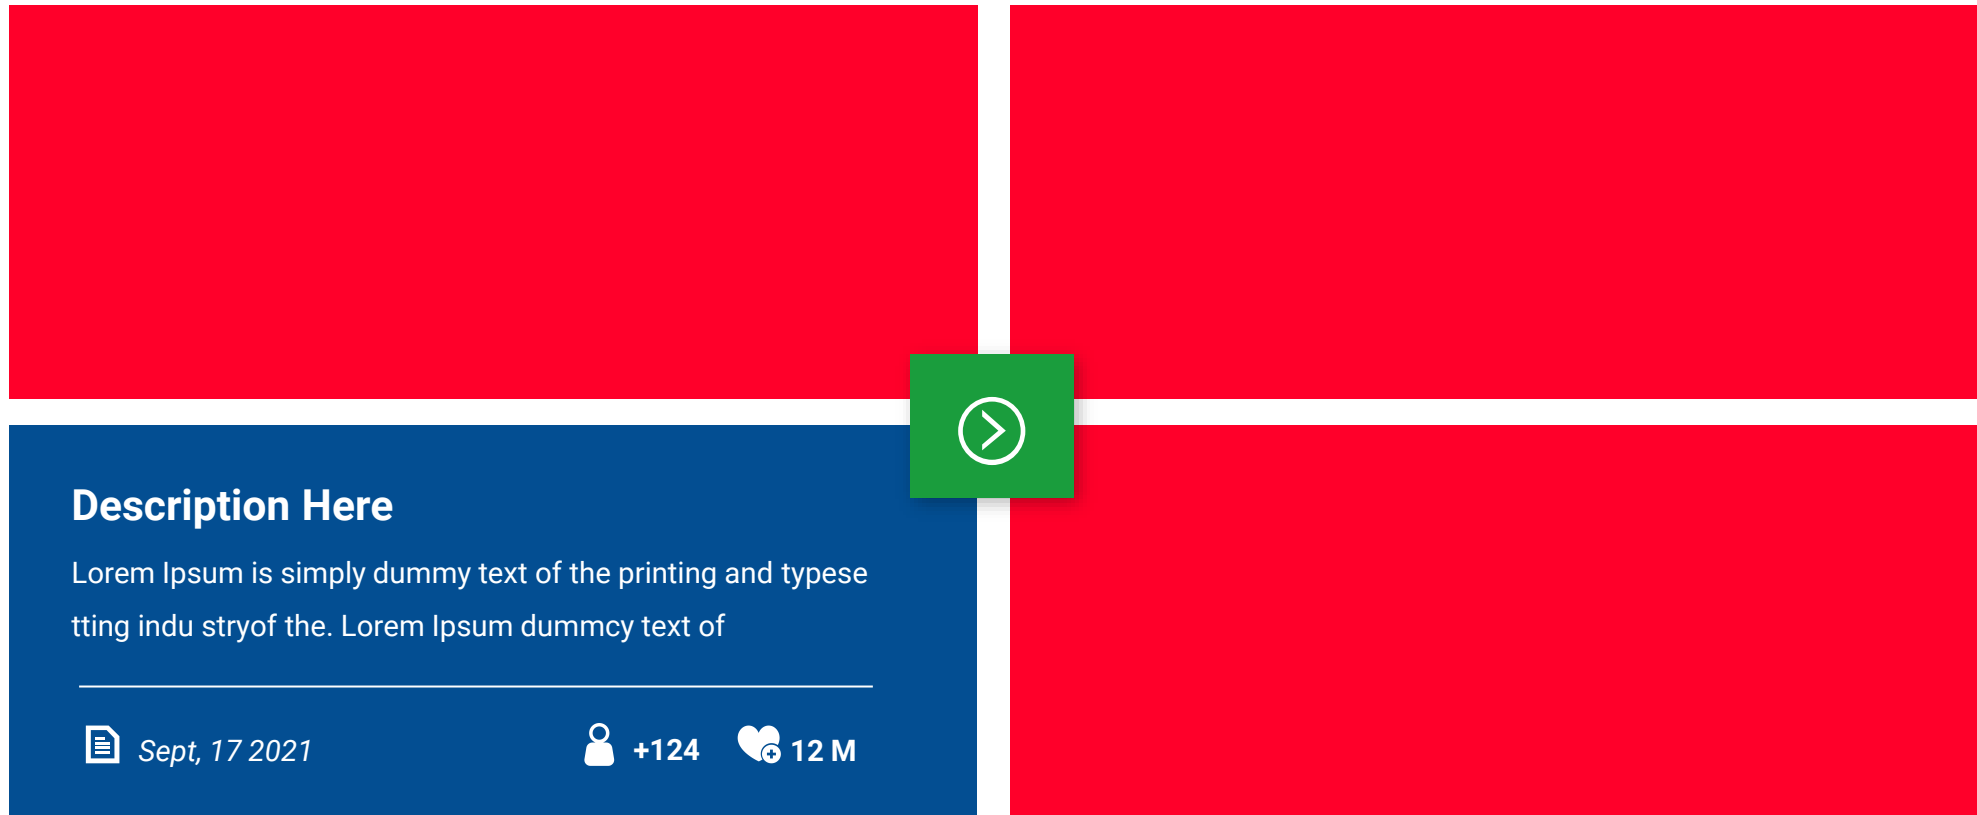 Description Here
Lorem Ipsum is simply dummy text of the printing and typese
tting indu stryof the. Lorem Ipsum dummcy text of
Sept, 17 2021 +124 12 M